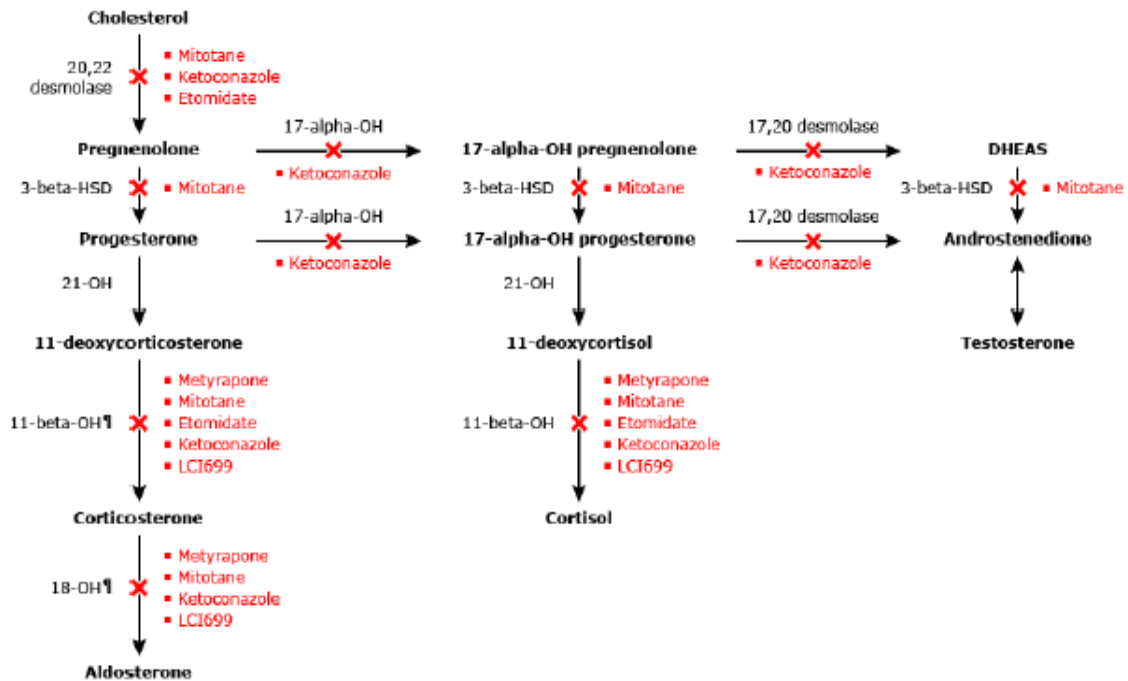 Cholesterol
20,22
desmolase
▪ Mitotane
▪ Ketoconazole
▪ Etomidate
17-alpha-OH
17,20 desmolase
Pregnenolone
17-alpha-OH pregnenolone
DHEAS
▪ Ketoconazole
▪ Ketoconazole
3-beta-HSD
▪ Mitotane
3-beta-HSD
▪ Mitotane
3-beta-HSD
▪ Mitotane
17-alpha-OH
17,20 desmolase
Progesterone
17-alpha-OH progesterone
Androstenedione
▪ Ketoconazole
▪ Ketoconazole
21-OH
21-OH
11-deoxycorticosterone
11-deoxycortisol
Testosterone
11-beta-OH¶
▪ Metyrapone
▪ Mitotane
▪ Etomidate
▪ Ketoconazole
▪ LCI699
11-beta-OH
▪ Metyrapone
▪ Mitotane
▪ Etomidate
▪ Ketoconazole
▪ LCI699
Corticosterone
Cortisol
18-OH¶
▪ Metyrapone
▪ Mitotane
▪ Ketoconazole
▪ LCI699
Aldosterone